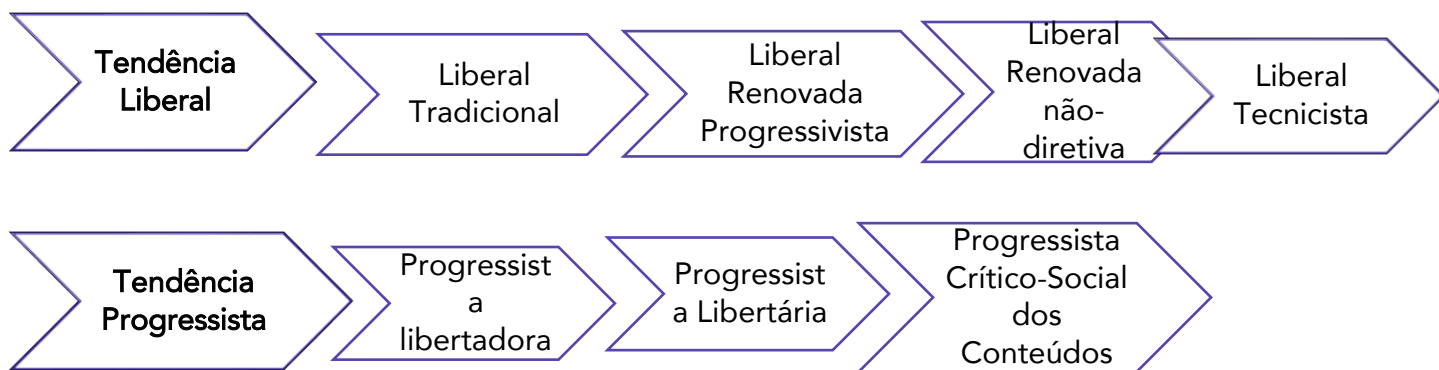 Tendência
Liberal
Liberal
Tradicional
Liberal
Renovada
Progressivista
Liberal
Renovada
não-
diretiva
Liberal
Tecnicista
Tendência
Progressista
Progressist
a
libertadora
Progressist
a Libertária
Progressista
Crítico-Social
dos
Conteúdos